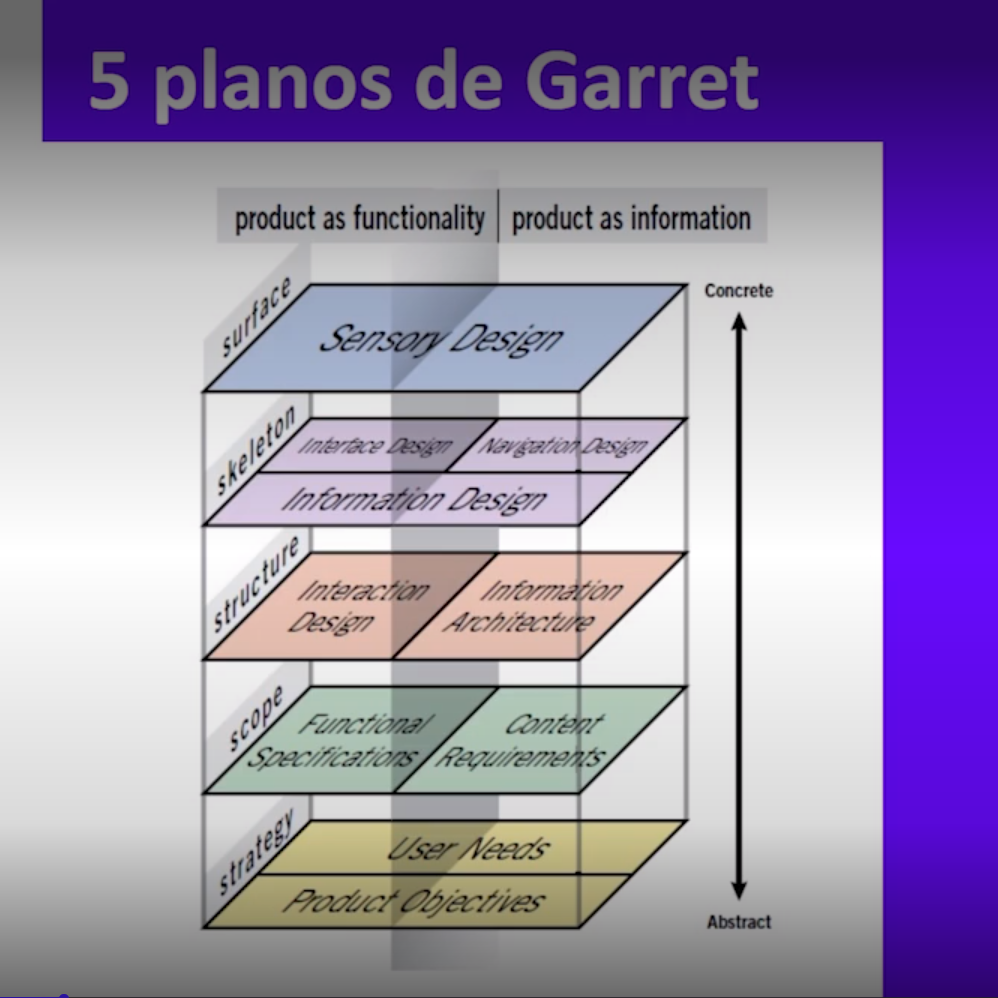 5 planos de Garret
product as functionality
product as information
Concrete
surface
Sensory Design
skeleton
Interface Design
Navigation Design
Information Design
structure
Interaction
Design
Information
Architecture
scope
Functional
Specifications
Content
Requirements
strategy
User Needs
Product Objectives
Abstract